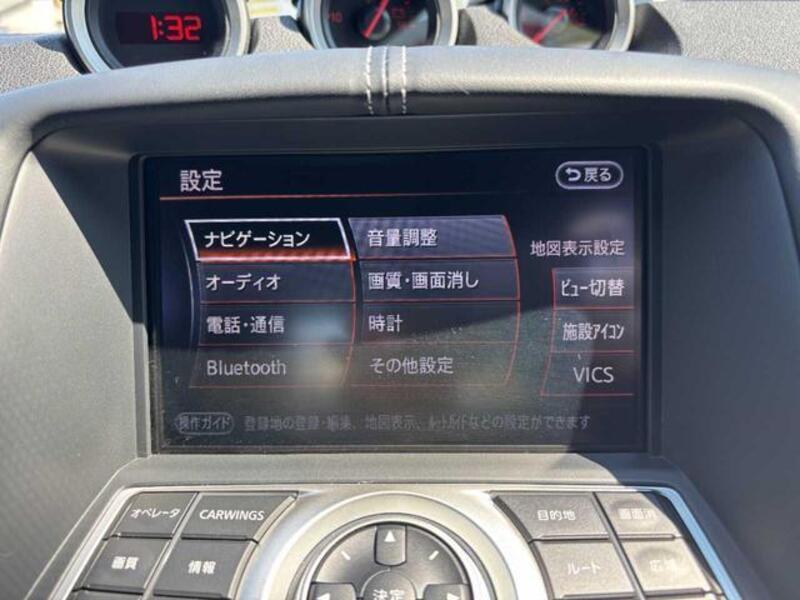 1:32
設定
戻る
ナビゲーション
音量調整
地図表示設定
オーディオ
画質・画面消し
ビュー切替
電話・通信
時計
施設アイコン
Bluetooth
その他設定
VICS
操作ガイド 登録地の登録・編集、地図表示、ルートガイドなどの設定ができます
オペレータ
CARWINGS
目的地
画面消
画質
情報
ルート
広域
決定